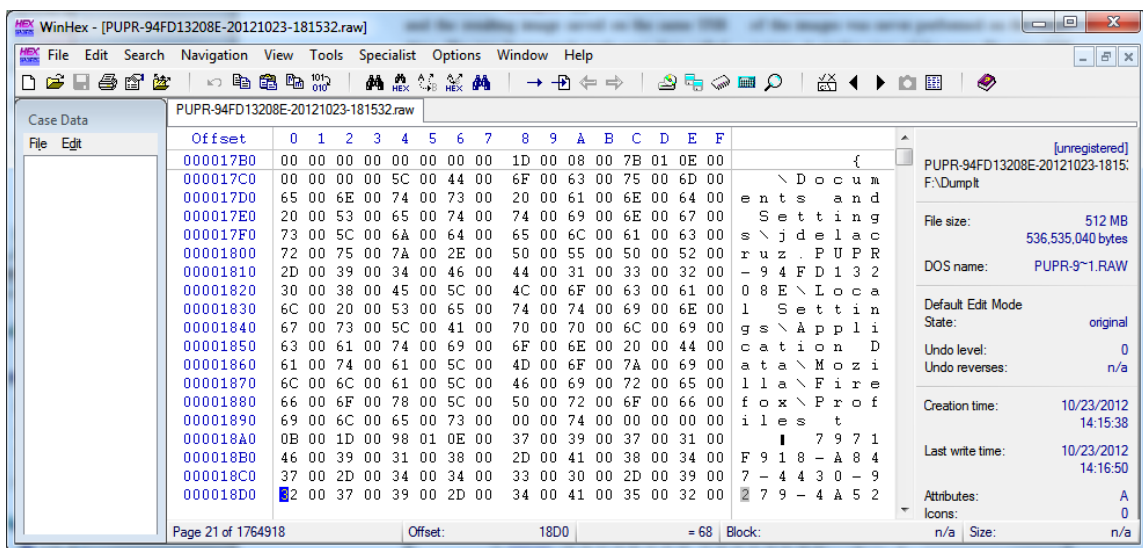 WinHex - [PUPR-94FD13208E-20121023-181532.raw]
File Edit Search Navigation View Tools Specialist Options Window Help
Case Data
File Edit
PUPR-94FD13208E-20121023-181532.raw
Offset 0 1 2 3 4 5 6 7 8 9 A B C D E F
000017B0 00 00 00 00 00 00 00 00 1D 00 08 00 7B 01 0E 00 {
000017C0 00 00 00 00 5C 00 44 00 6F 00 63 00 75 00 6D 00 \ D o c u m
000017D0 65 00 6E 00 74 00 73 00 20 00 61 00 6E 00 64 00 e n t s a n d
000017E0 20 00 53 00 65 00 74 00 74 00 69 00 6E 00 67 00 S e t t i n g
000017F0 73 00 5C 00 6A 00 64 00 65 00 6C 00 61 00 63 00 s \ j d e l a c
00001800 72 00 75 00 7A 00 2E 00 50 00 55 00 50 00 52 00 r u z . P U P R
00001810 2D 00 39 00 34 00 46 00 44 00 31 00 33 00 32 00 - 9 4 F D 1 3 2
00001820 30 00 38 00 45 00 5C 00 4C 00 6F 00 63 00 61 00 0 8 E \ L o c a
00001830 6C 00 20 00 53 00 65 00 74 00 74 00 69 00 6E 00 l S e t t i n
00001840 67 00 73 00 5C 00 41 00 70 00 70 00 6C 00 69 00 g s \ A p p l i
00001850 63 00 61 00 74 00 69 00 6F 00 6E 00 20 00 44 00 c a t i o n D
00001860 61 00 74 00 61 00 5C 00 4D 00 6F 00 7A 00 69 00 a t a \ M o z i
00001870 6C 00 6C 00 61 00 5C 00 46 00 69 00 72 00 65 00 l l a \ F i r e
00001880 66 00 6F 00 78 00 5C 00 50 00 72 00 6F 00 66 00 f o x \ P r o f
00001890 69 00 6C 00 65 00 73 00 00 00 74 00 00 00 00 00 i l e s t
000018A0 0B 00 1D 00 98 01 0E 00 37 00 39 00 37 00 31 00 7 9 7 1
000018B0 46 00 39 00 31 00 38 00 2D 00 41 00 38 00 34 00 F 9 1 8 - A 8 4
000018C0 37 00 2D 00 34 00 34 00 33 00 30 00 2D 00 39 00 7 - 4 4 3 0 - 9
000018D0 32 00 37 00 39 00 2D 00 34 00 41 00 35 00 32 00 2 7 9 - 4 A 5 2
[unregistered]
PUPR-94FD13208E-20121023-1815:
F:\DumpIt
File size: 512 MB
536,535,040 bytes
DOS name: PUPR-9~1.RAW
Default Edit Mode
State: original
Undo level: 0
Undo reverses: n/a
Creation time: 10/23/2012
14:15:38
Last write time: 10/23/2012
14:16:50
Attributes: A
Icons: 0
Page 21 of 1764918 Offset: 18D0 = 68 Block: n/a Size: n/a